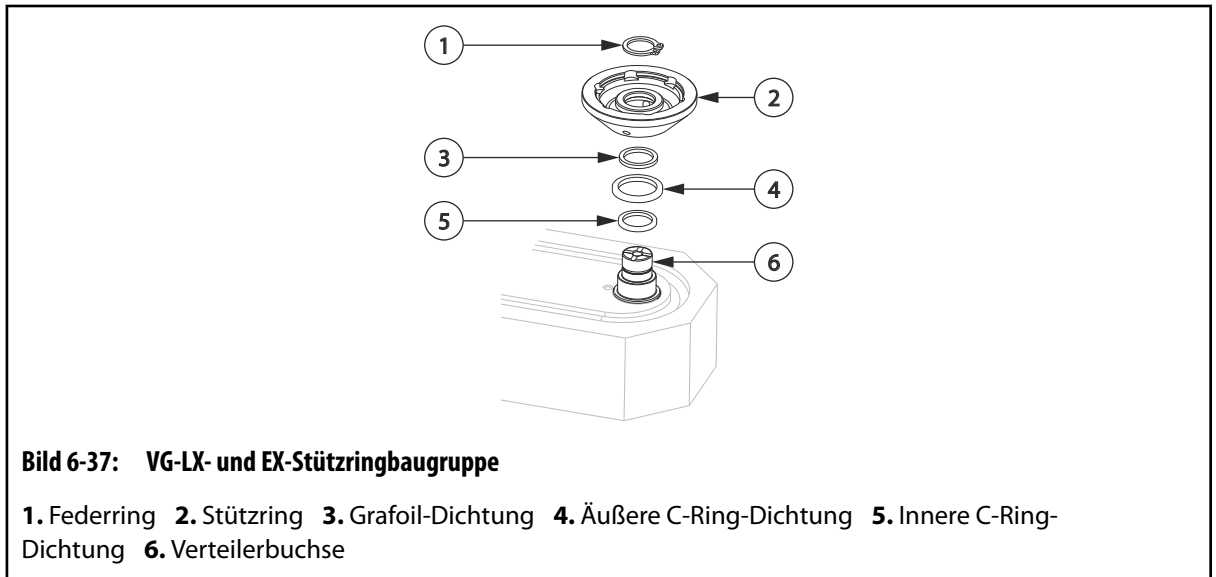 1
2
3
4
5
6
Bild 6-37: VG-LX- und EX-Stützringbaugruppe
1. Federring 2. Stützring 3. Grafoil-Dichtung 4. Äußere C-Ring-Dichtung 5. Innere C-Ring-
Dichtung 6. Verteilerbuchse